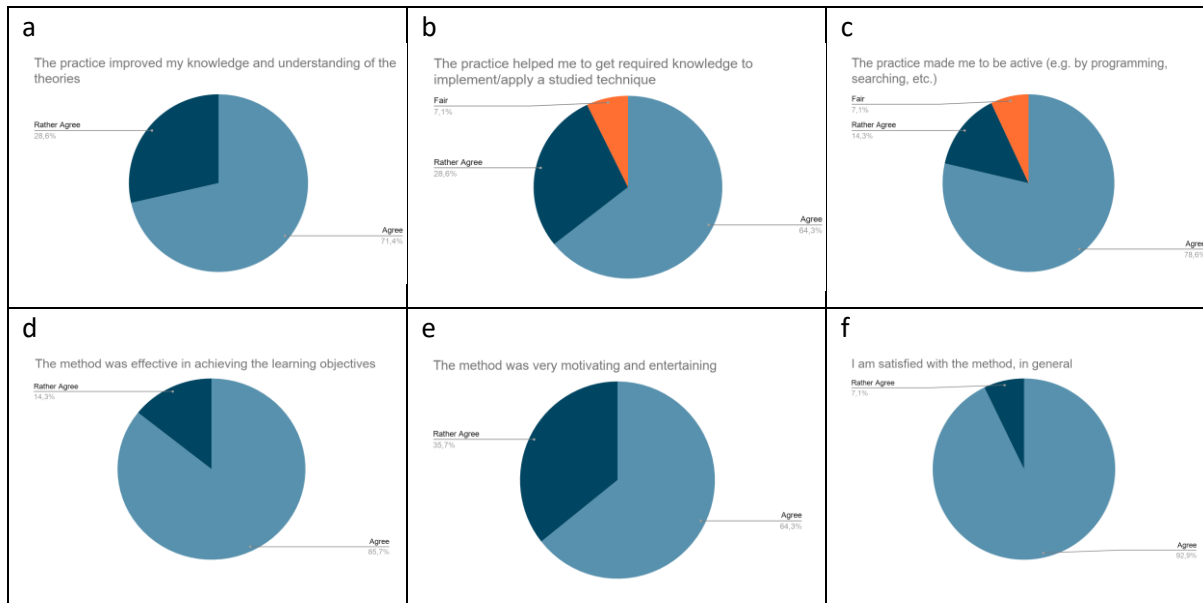 a
The practice improved my knowledge and understanding of the
theories
Rather Agree
28,6%
Agree
71,4%
b
The practice helped me to get required knowledge to
implement/apply a studied technique
Fair
7,1%
Rather Agree
28,6%
Agree
64,3%
c
The practice made me to be active (e.g. by programming,
searching, etc.)
Fair
7,1%
Rather Agree
14,3%
Agree
78,6%
d
The method was effective in achieving the learning objectives
Rather Agree
14,3%
Agree
85,7%
e
The method was very motivating and entertaining
Rather Agree
35,7%
Agree
64,3%
f
I am satisfied with the method, in general
Rather Agree
7,1%
Agree
92,9%